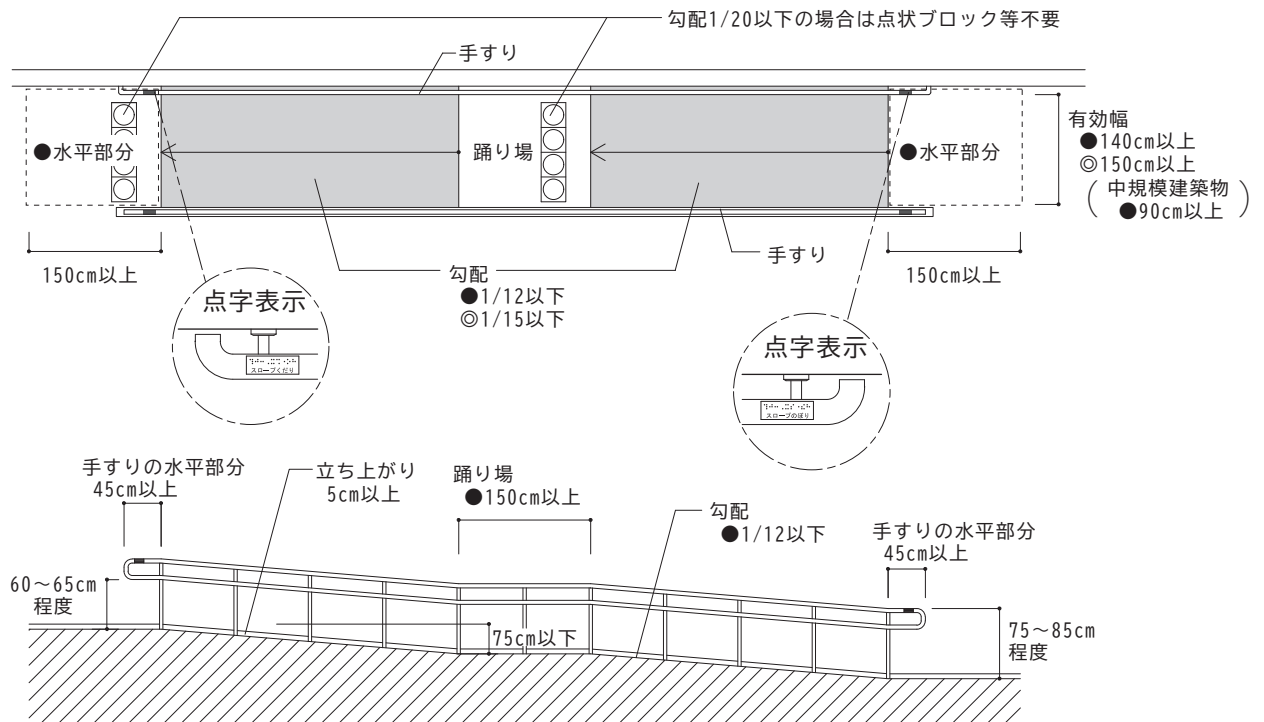 勾配1/20以下の場合は点状ブロック等不要
手すり
●水平部分
踊り場
●水平部分
有効幅
●140cm以上
◎150cm以上
（中規模建築物
●90cm以上）
手すり
150cm以上
勾配
●1/12以下
◎1/15以下
150cm以上
点字表示
スロープくだり
点字表示
スロープのぼり
手すりの水平部分
45cm以上
立ち上がり
5cm以上
踊り場
●150cm以上
勾配
●1/12以下
手すりの水平部分
45cm以上
60〜65cm
程度
75cm以下
75〜85cm
程度